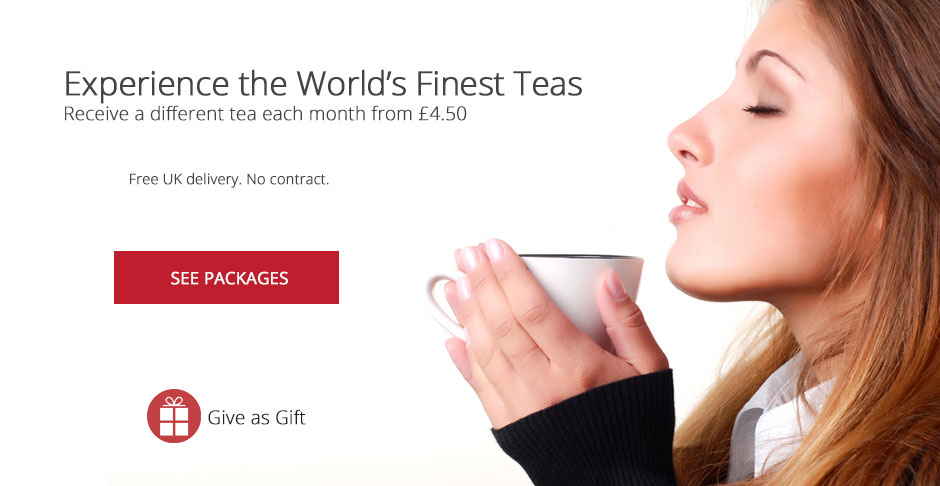 Experience the World’s Finest Teas
Receive a different tea each month from £4.50
Free UK delivery. No contract.
SEE PACKAGES
Give as Gift